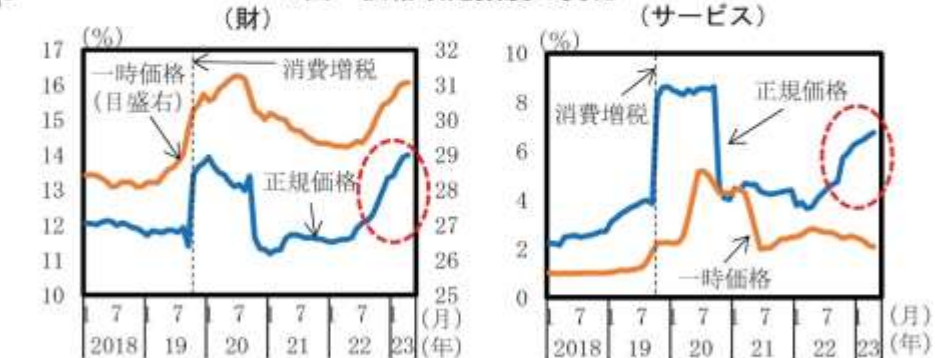 (財)
(サービス)
(%)
17
16
15
14
13
12
11
10
32
31
30
29
28
27
26
25
一時価格
(目盛右)
消費増税
正規価格
1 7 1 7 1 7 1 7 1 7 1 (月)
2018 19 20 21 22 23 (年)
(%)
10
8
6
4
2
0
消費増税
正規価格
一時価格
1 7 1 7 1 7 1 7 1 7 1 (月)
2018 19 20 21 22 23 (年)